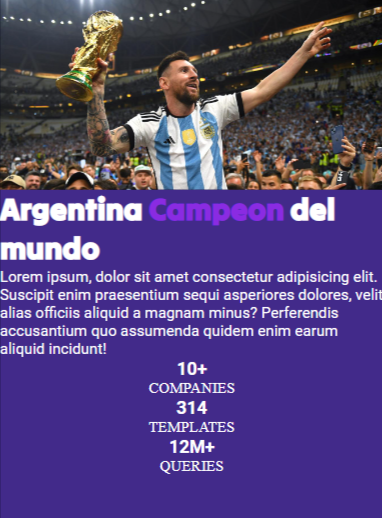 Argentina Campeon del
mundo
Lorem ipsum, dolor sit amet consectetur adipisicing elit.
Suscipit enim praesentium sequi asperiores dolores, velit
alias officiis aliquid a magnam minus? Perferendis
accusantium quo assumenda quidem enim earum
aliquid incidunt!
10+
COMPANIES
314
TEMPLATES
12M+
QUERIES